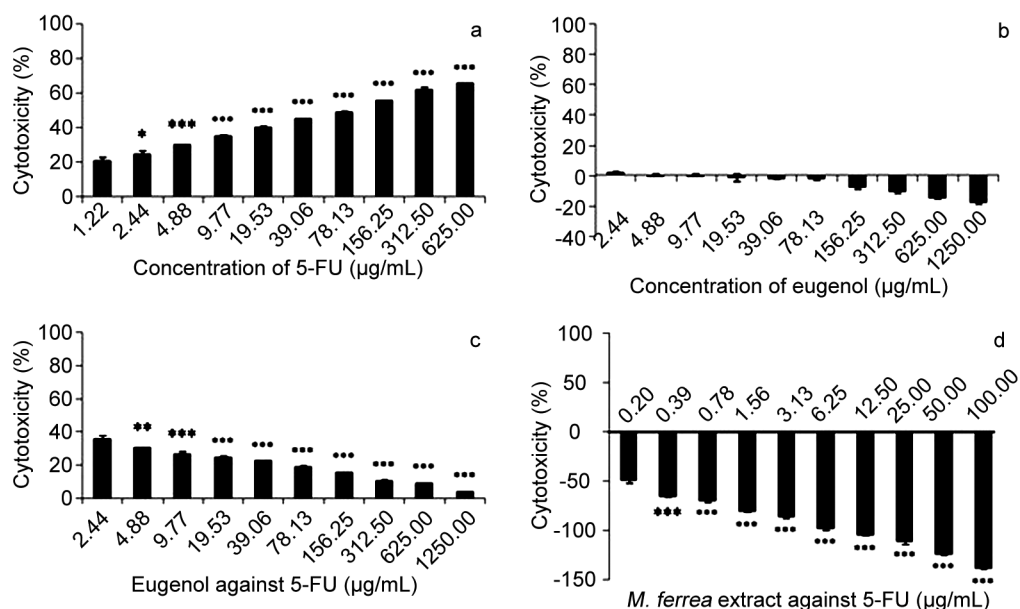 a
Cytotoxicity (%)
100
80
60
40
20
0
* *** ••• ••• ••• ••• ••• ••• •••
1.22 2.44 4.88 9.77 19.53 39.06 78.13 156.25 312.50 625.00
Concentration of 5-FU (µg/mL)
b
Cytotoxicity (%)
100
80
60
40
20
0
-20
-40
2.44 4.88 9.77 19.53 39.06 78.13 156.25 312.50 625.00 1250.00
Concentration of eugenol (µg/mL)
c
Cytotoxicity (%)
100
80
60
40
20
0
** *** ••• ••• ••• ••• ••• ••• •••
2.44 4.88 9.77 19.53 39.06 78.13 156.25 312.50 625.00 1250.00
Eugenol against 5-FU (µg/mL)
d
Cytotoxicity (%)
100
50
0
-50
-100
-150
0.20 0.39 0.78 1.56 3.13 6.25 12.50 25.00 50.00 100.00
*** ••• ••• ••• ••• ••• ••• ••• •••
M. ferrea extract against 5-FU (µg/mL)